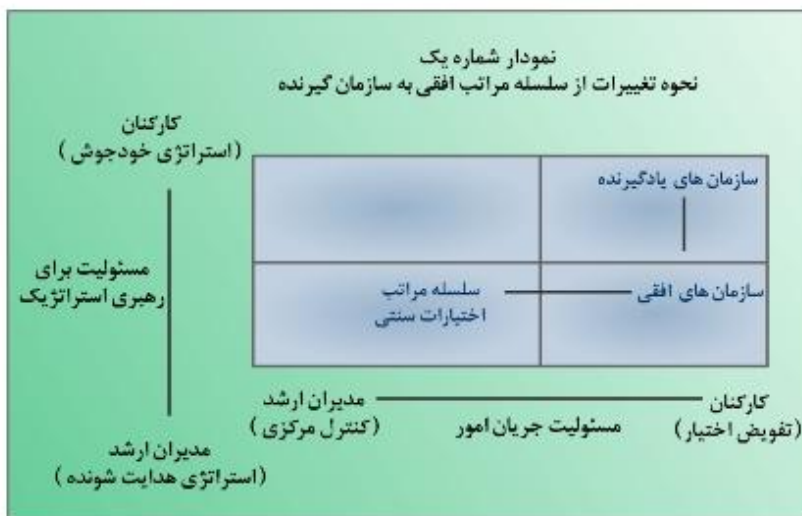 نمودار شماره یک
نحوه تغییرات از سلسله مراتب افقی به سازمان گیرنده
کارکنان
(استراتژی خودجوش)
سازمان های یادگیرنده
مسئولیت برای
رهبری استراتژیک
سازمان های افقی
سلسله مراتب
اختیارات سنتی
کارکنان
(تفویض اختیار)
مسئولیت جریان امور
مدیران ارشد
(کنترل مرکزی)
مدیران ارشد
(استراتژی هدایت شونده)